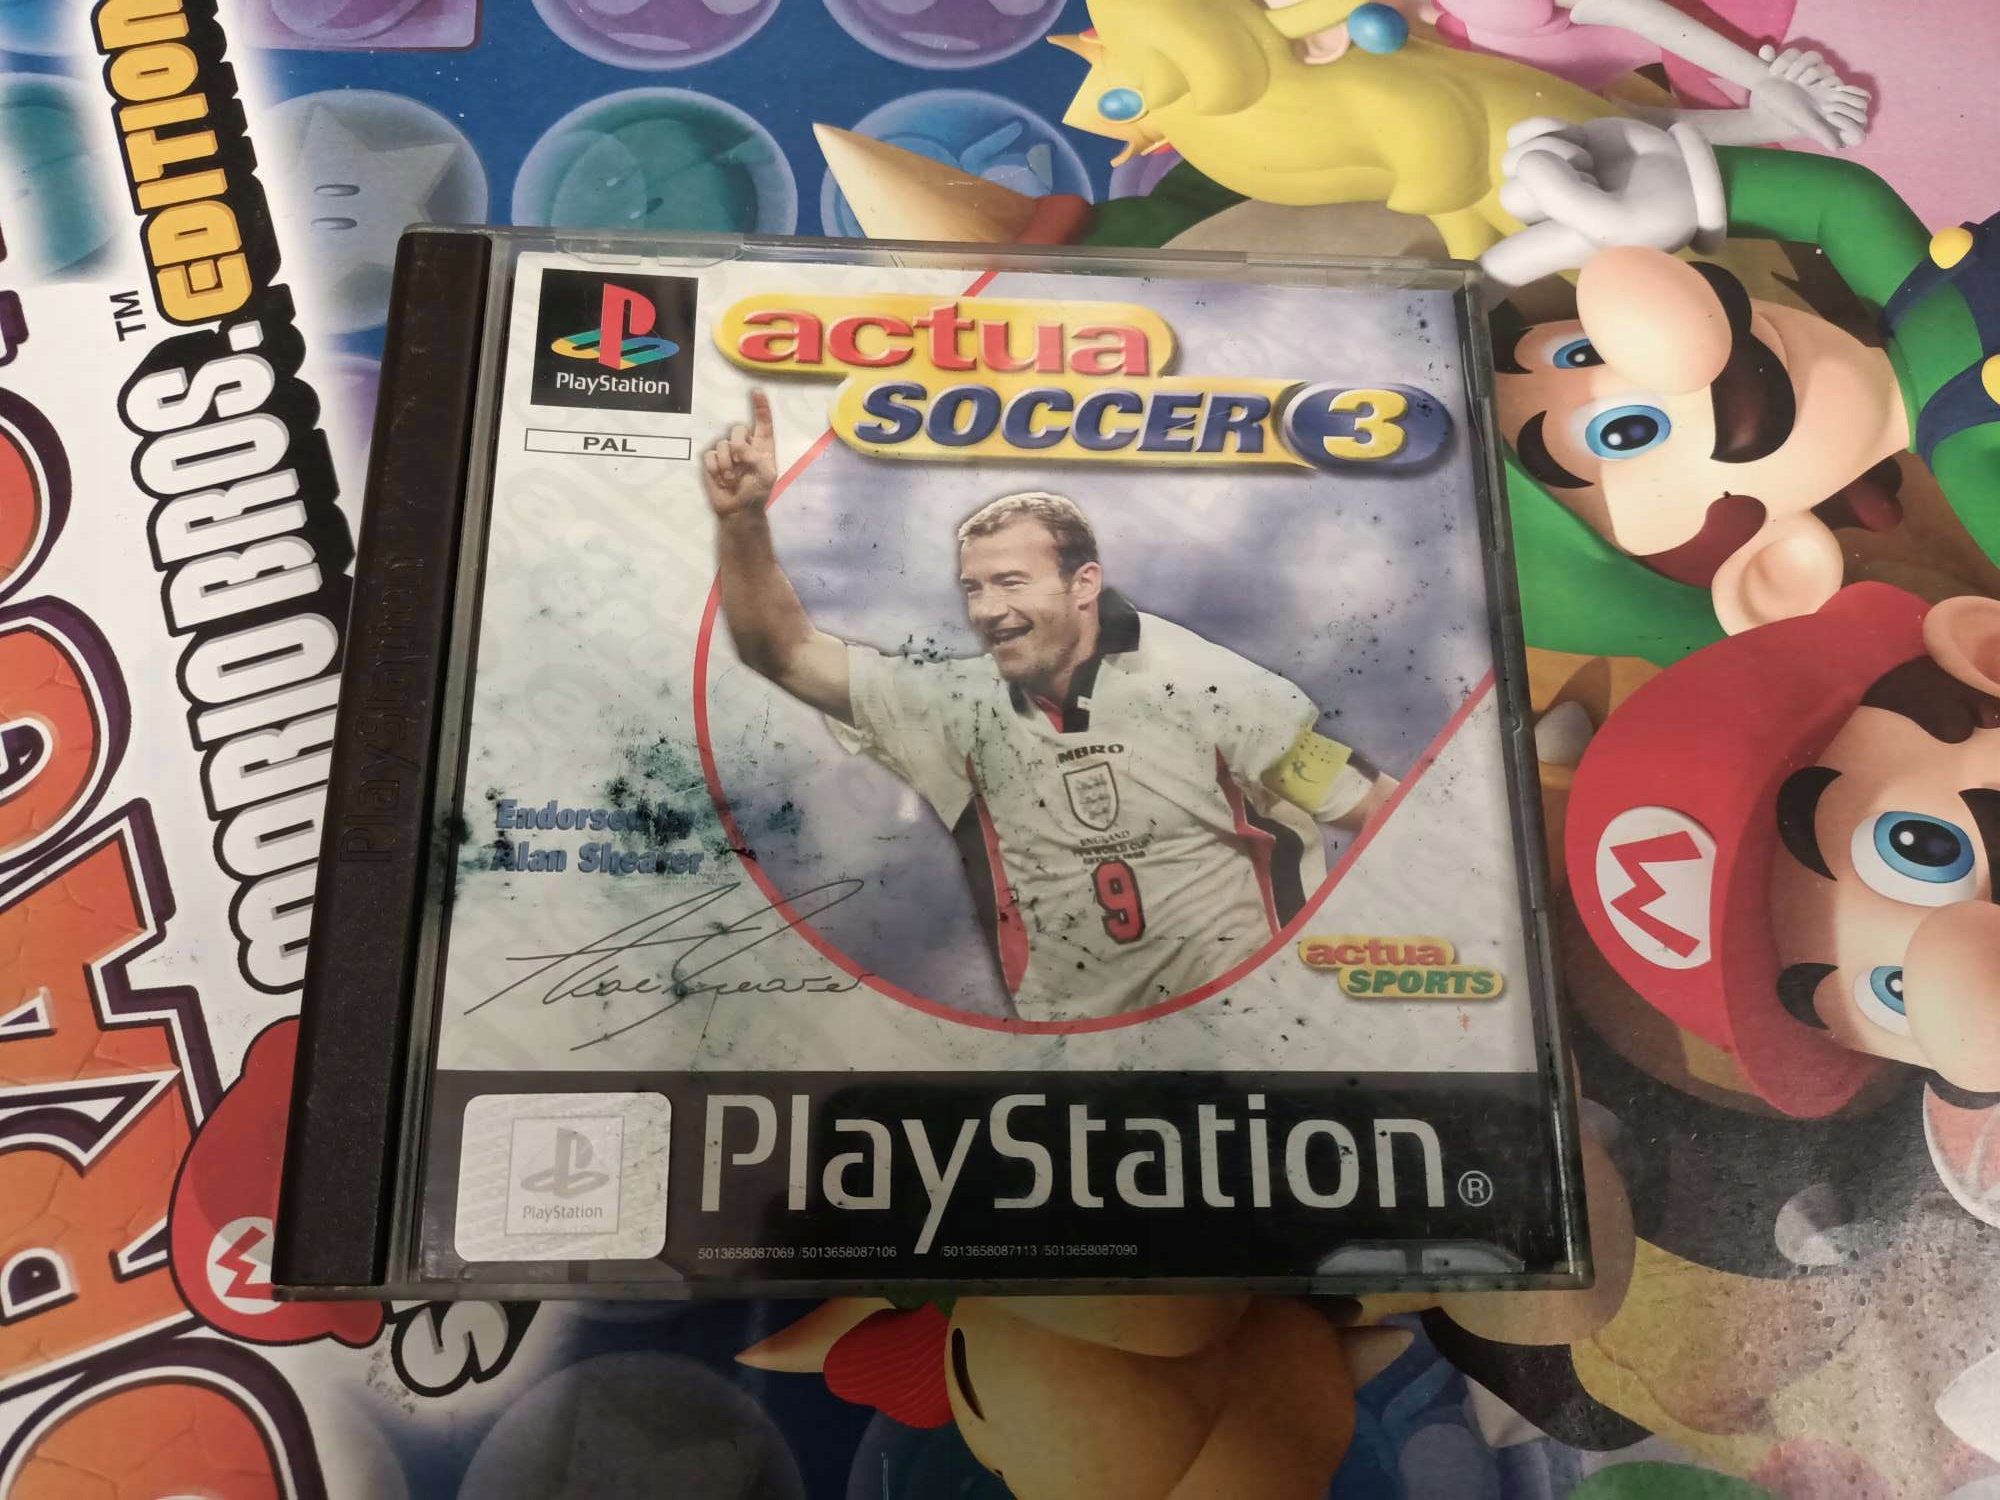 PlayStation
PAL
actua
SOCCER 3
UMBRO
ENGLAND
9
Endorsed by
Alan Shearer
actua
SPORTS
PlayStation
PlayStation®
5013658087069 /5013658087106 /5013658087113 /5013658087090
PlayStation
MARIO BROS.™ EDITION
M
M